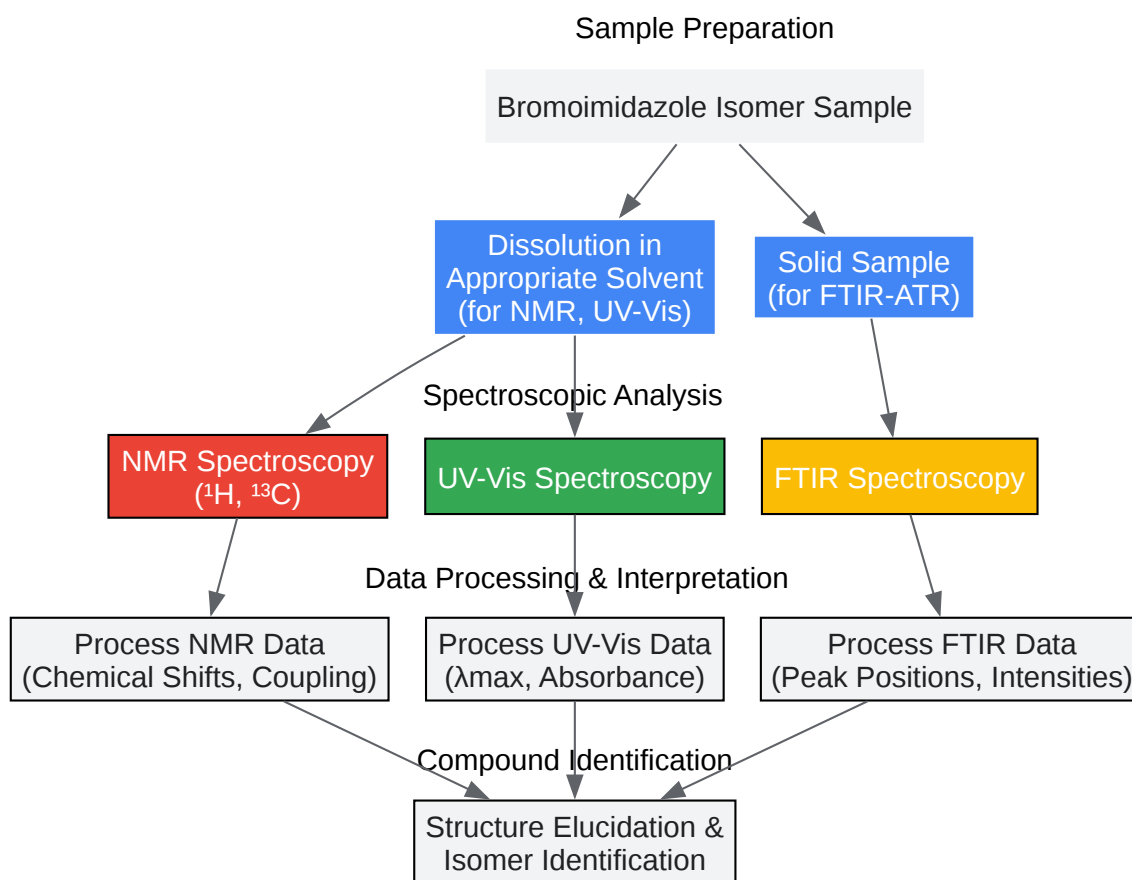 Sample Preparation
Bromoimidazole Isomer Sample
Dissolution in
Appropriate Solvent
(for NMR, UV-Vis)
Solid Sample
(for FTIR-ATR)
Spectroscopic Analysis
NMR Spectroscopy
(¹H, ¹³C)
UV-Vis Spectroscopy
FTIR Spectroscopy
Data Processing & Interpretation
Process NMR Data
(Chemical Shifts, Coupling)
Process UV-Vis Data
(λmax, Absorbance)
Process FTIR Data
(Peak Positions, Intensities)
Compound Identification
Structure Elucidation &
Isomer Identification